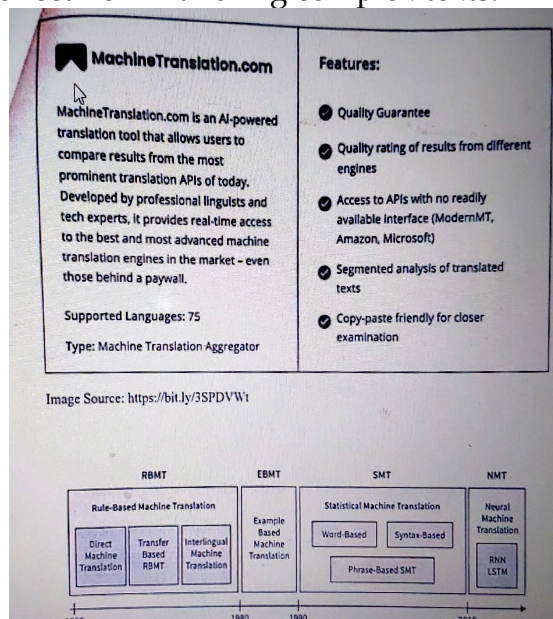 MachineTranslation.com
MachineTranslation.com is an AI-powered
translation tool that allows users to
compare results from the most
prominent translation APIs of today.
Developed by professional linguists and
tech experts, it provides real-time access
to the best and most advanced machine
translation engines in the market – even
those behind a paywall.
Supported Languages: 75
Type: Machine Translation Aggregator
Features:
Quality Guarantee
Quality rating of results from different
engines
Access to APIs with no readily
available interface (ModernMT,
Amazon, Microsoft)
Segmented analysis of translated
texts
Copy-paste friendly for closer
examination
Image Source: https://bit.ly/3SPDVWt
RBMT
Rule-Based Machine Translation
Direct
Machine
Translation
Transfer
Based
RBMT
Interlingual
Machine
Translation
EBMT
Example
Based
Machine
Translation
SMT
Statistical Machine Translation
Word-Based
Syntax-Based
Phrase-Based SMT
NMT
Neural
Machine
Translation
RNN
LSTM
1980
1990